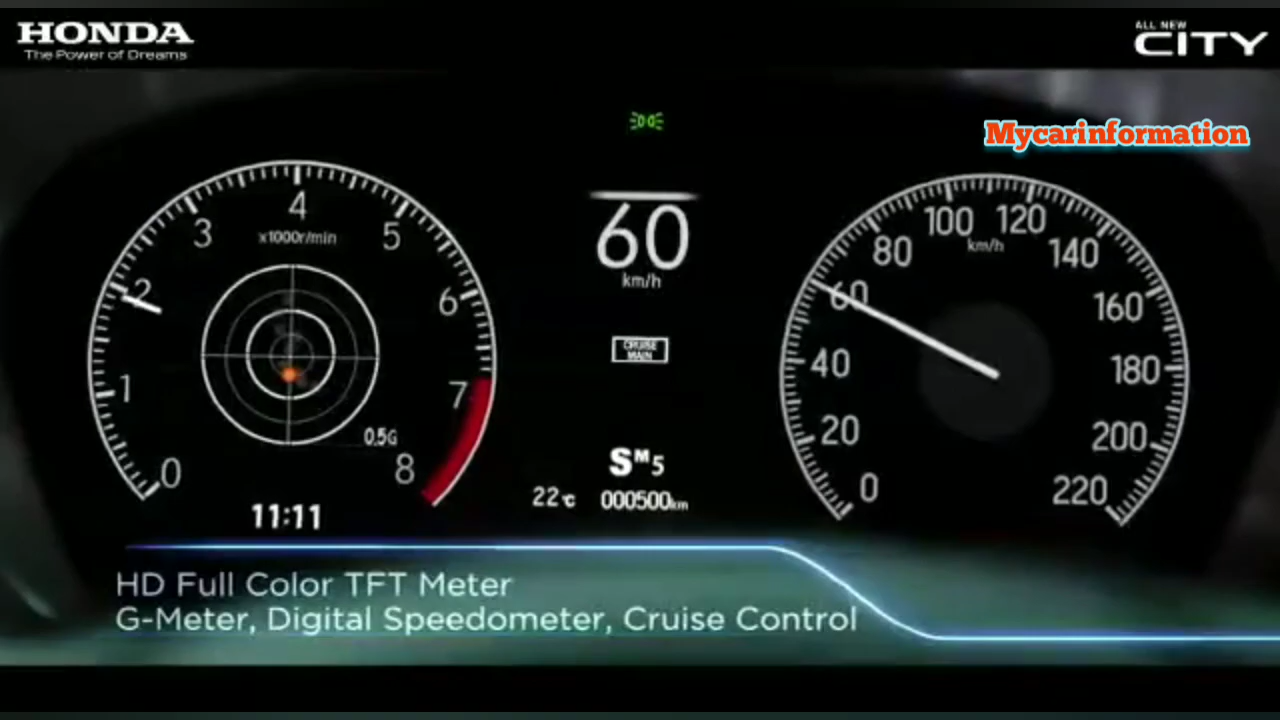 HONDA
The Power of Dreams
ALL NEW
CITY
Mycarinformation
60
km/h
CRUISE
MAIN
SM5
22°C 000500km
0
1
2
3
4
5
6
7
8
x1000r/min
0.5G
11:11
0
20
40
60
80
100
120
140
160
180
200
220
km/h
HD Full Color TFT Meter
G-Meter, Digital Speedometer, Cruise Control